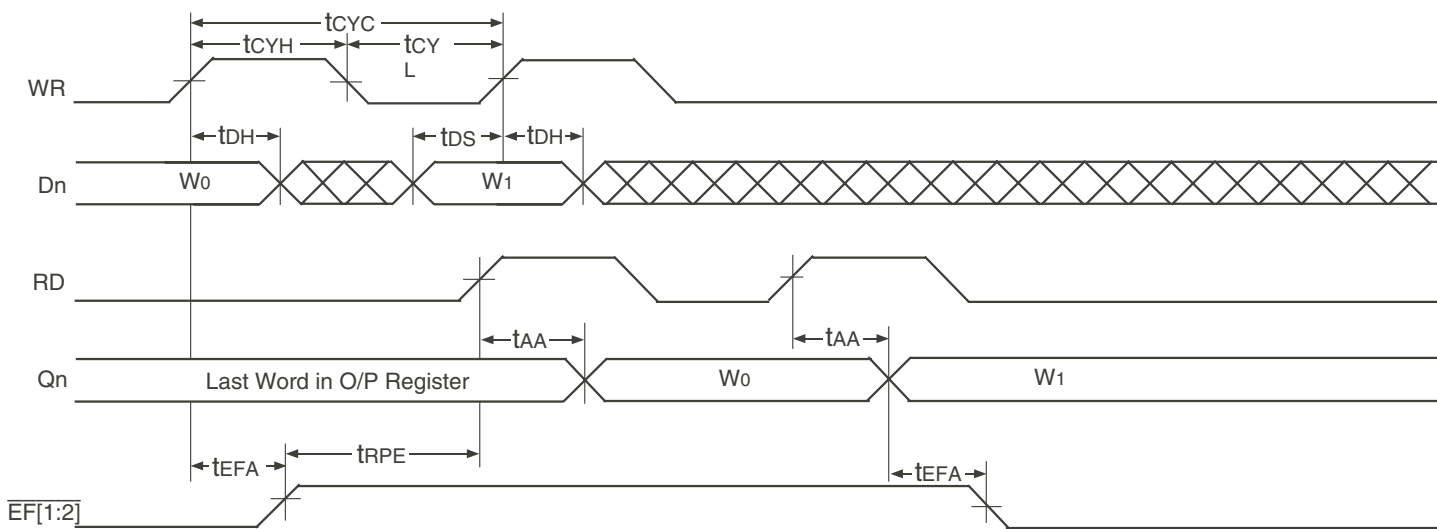 tCYC
tCYH
tCY
L
WR
tDH
tDS
tDH
Dn
W0
W1
RD
tAA
tAA
Qn
Last Word in O/P Register
W0
W1
tEFA
tRPE
tEFA
EF[1:2]